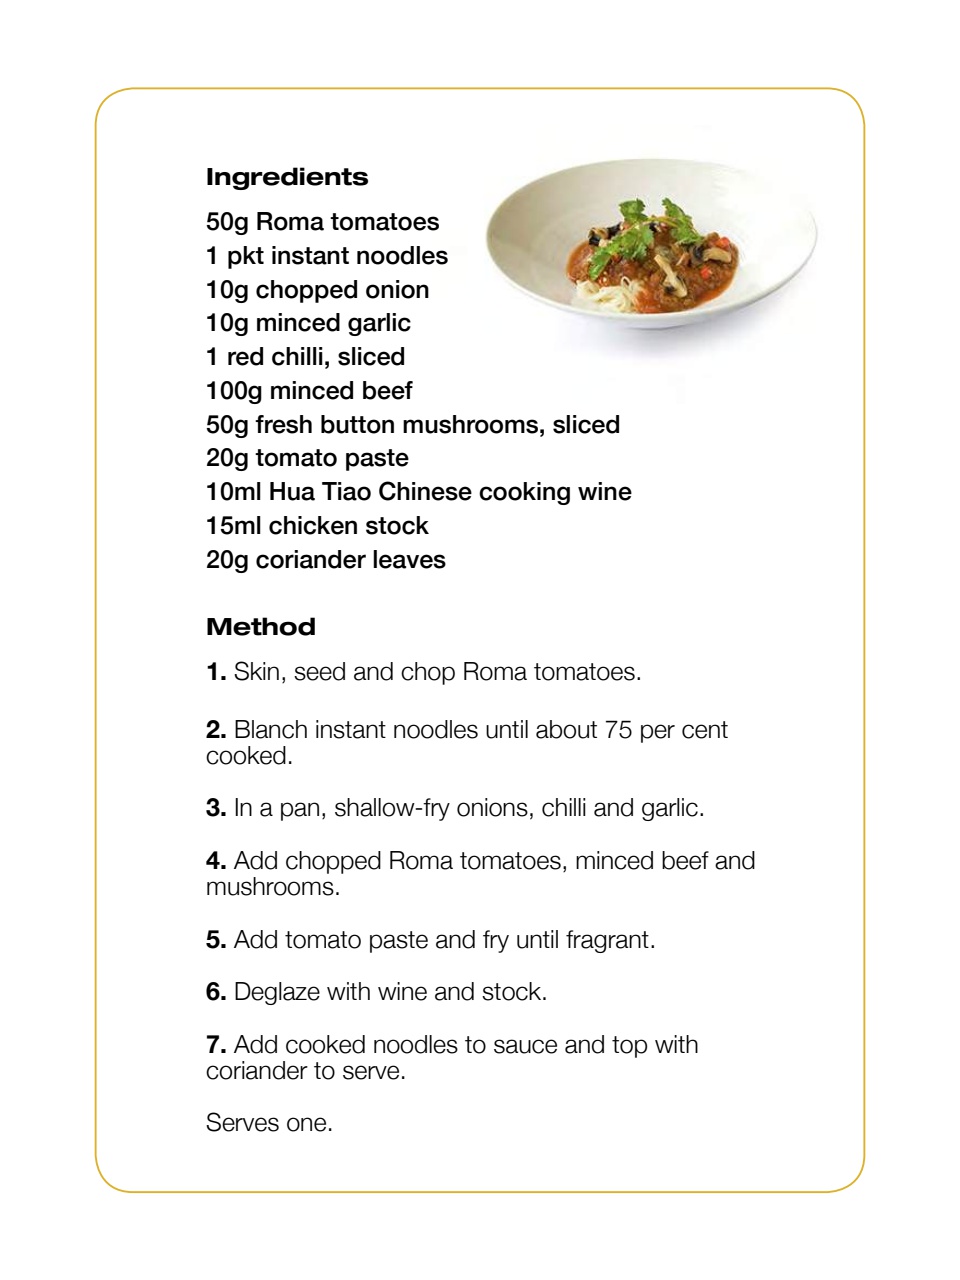 Ingredients
50g Roma tomatoes
1 pkt instant noodles
10g chopped onion
10g minced garlic
1 red chilli, sliced
100g minced beef
50g fresh button mushrooms, sliced
20g tomato paste
10ml Hua Tiao Chinese cooking wine
15ml chicken stock
20g coriander leaves
Method
1. Skin, seed and chop Roma tomatoes.
2. Blanch instant noodles until about 75 per cent
cooked.
3. In a pan, shallow-fry onions, chilli and garlic.
4. Add chopped Roma tomatoes, minced beef and
mushrooms.
5. Add tomato paste and fry until fragrant.
6. Deglaze with wine and stock.
7. Add cooked noodles to sauce and top with
coriander to serve.
Serves one.